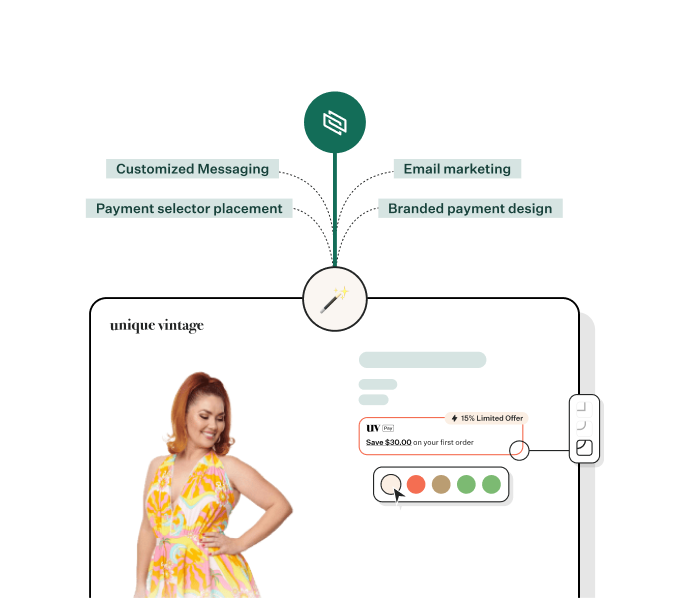 Customized Messaging
Email marketing
Payment selector placement
Branded payment design
unique vintage
15% Limited Offer
uv Pay
Save $30.00 on your first order